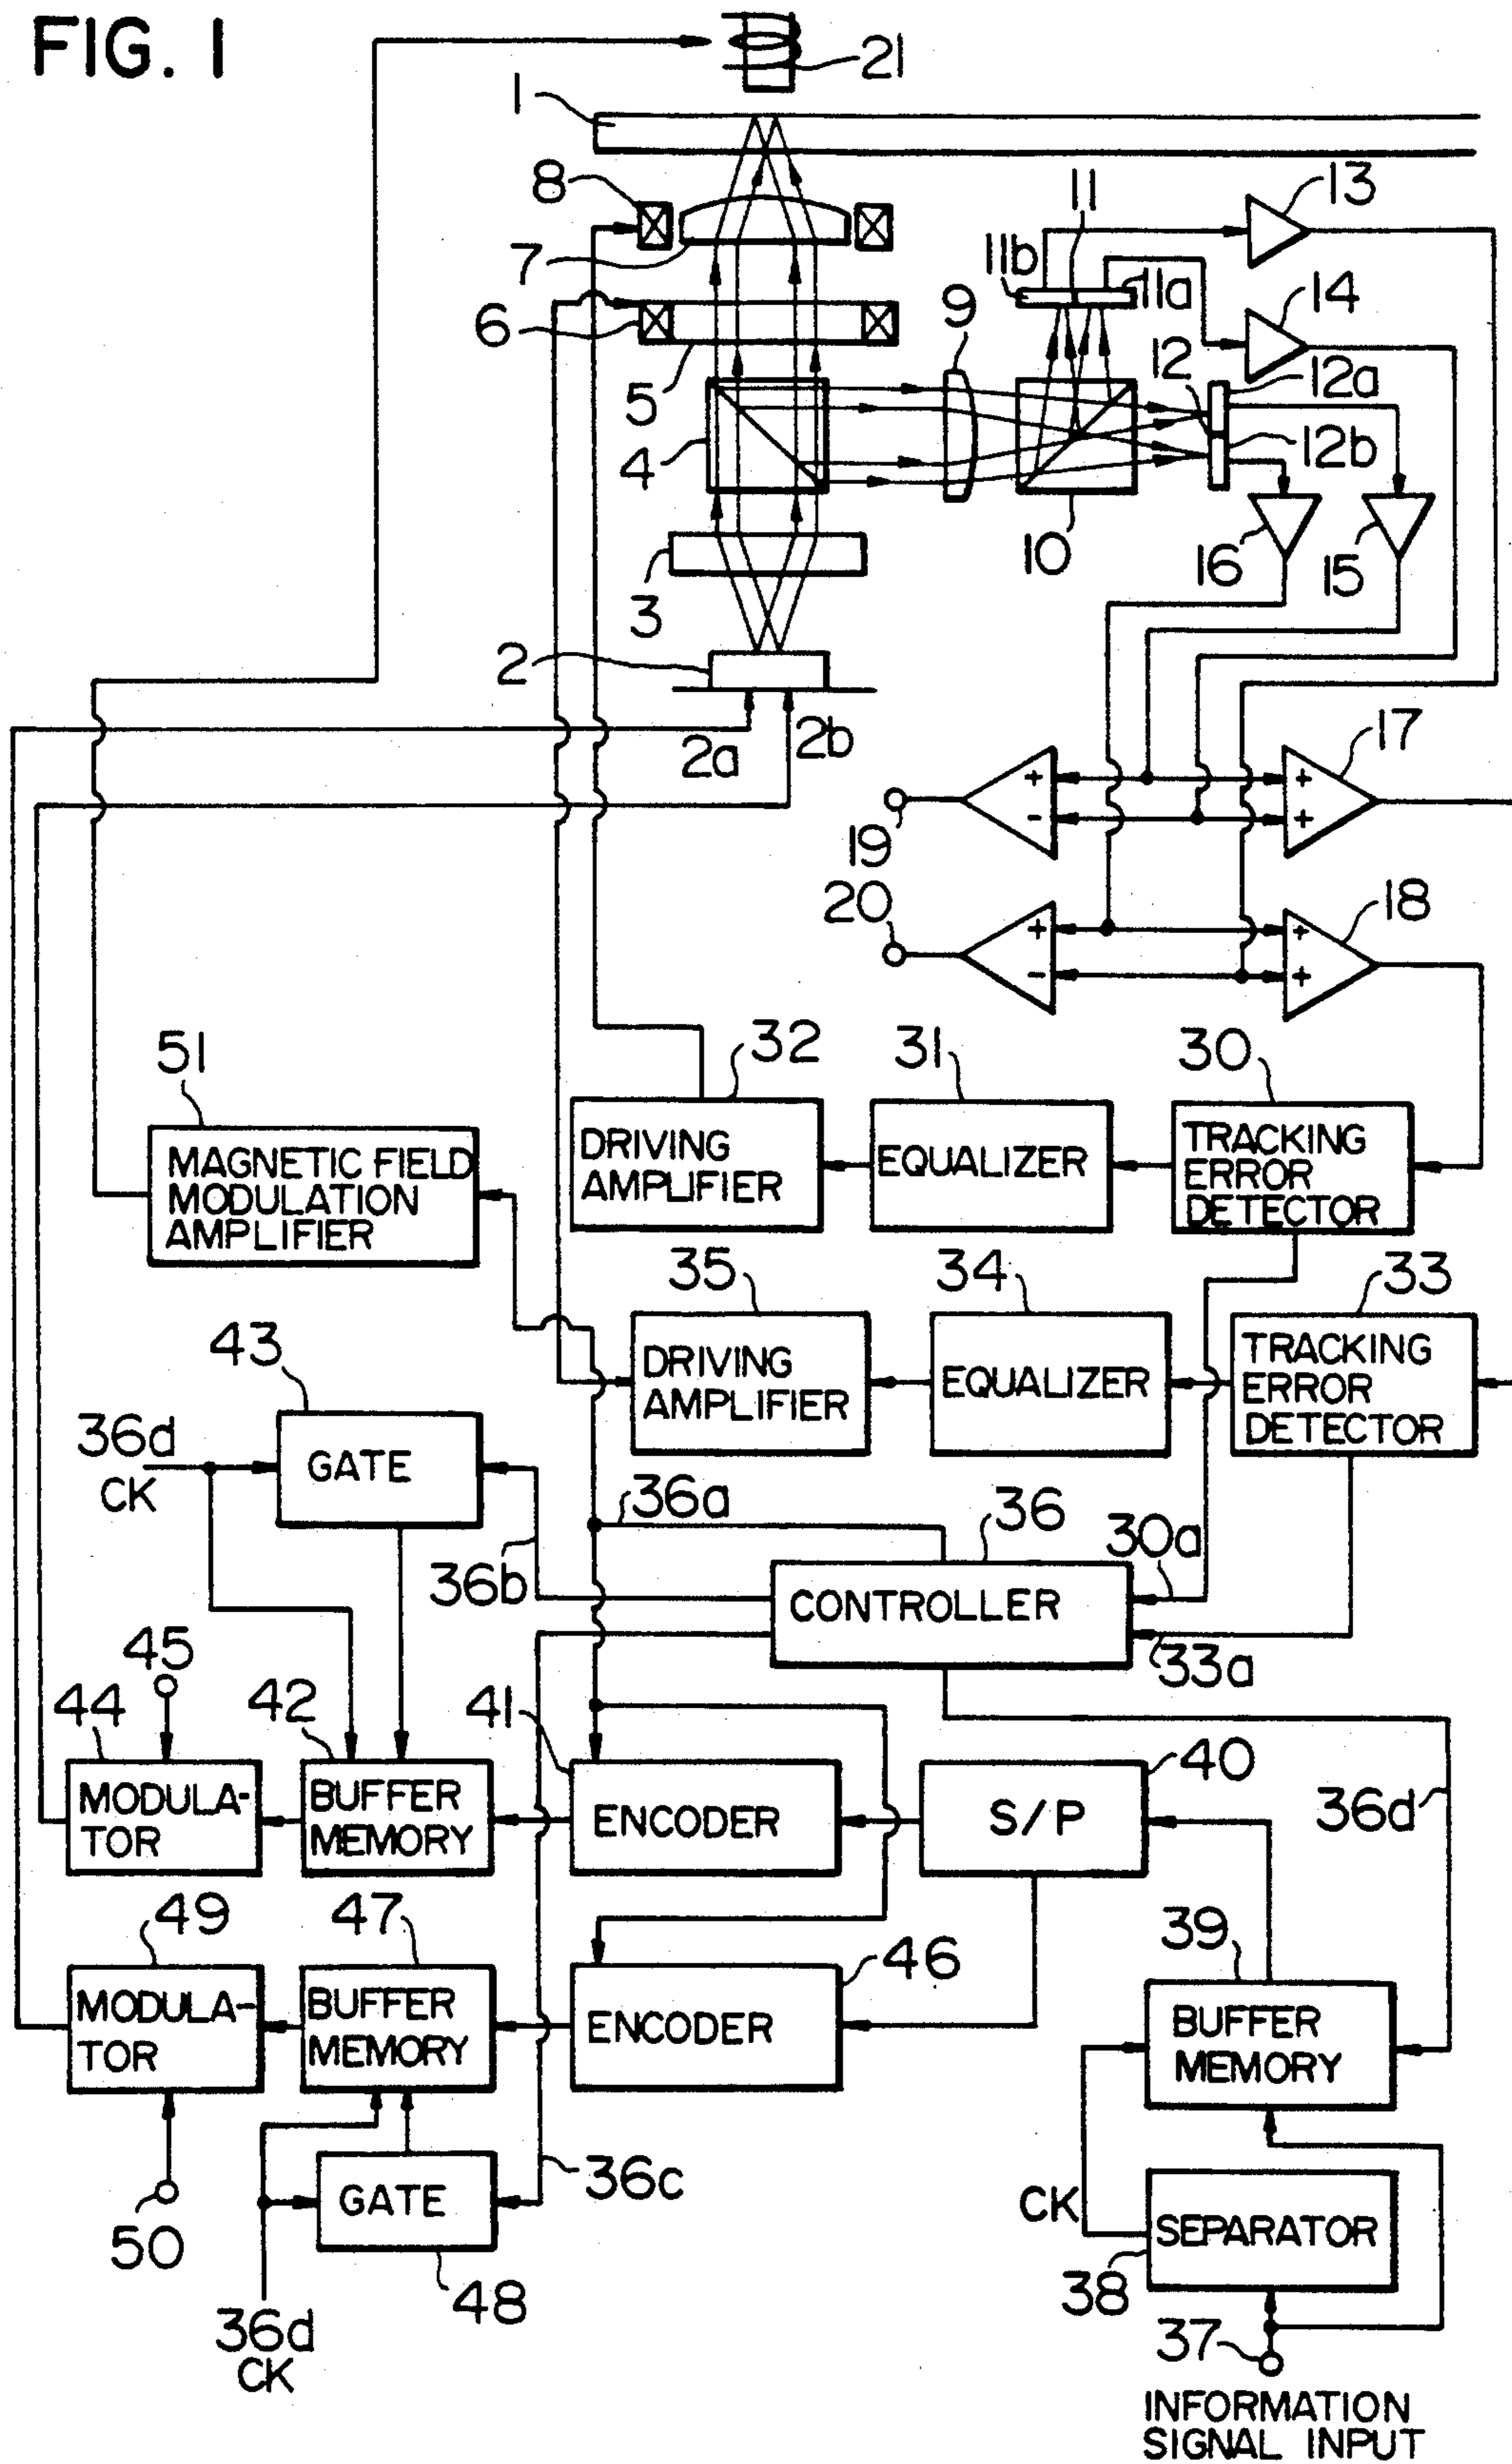 FIG. 1
21
1
8
7
6
5
4
3
2
2a
2b
9
10
11
11b
11a
12
12a
12b
13
14
16
15
17
19
20
18
51
MAGNETIC FIELD
MODULATION
AMPLIFIER
32
DRIVING
AMPLIFIER
31
EQUALIZER
30
TRACKING
ERROR
DETECTOR
35
DRIVING
AMPLIFIER
34
EQUALIZER
33
TRACKING
ERROR
DETECTOR
43
GATE
36d
CK
36b
36a
36
CONTROLLER
30a
33a
45
44
MODULA-
TOR
42
BUFFER
MEMORY
41
ENCODER
40
S/P
36d
49
MODULA-
TOR
47
BUFFER
MEMORY
46
ENCODER
39
BUFFER
MEMORY
50
GATE
48
36c
36d
CK
CK
SEPARATOR
38
37
INFORMATION
SIGNAL INPUT
+
-
+
+
+
-
+
+